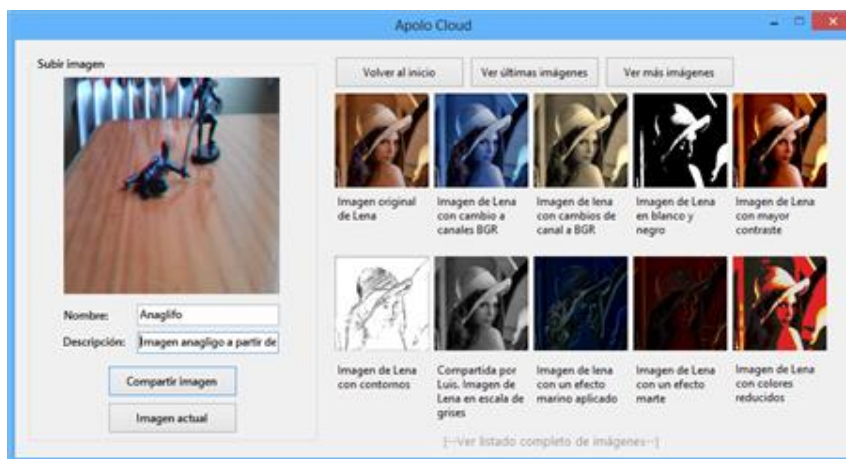 Apolo Cloud
Subir imagen
Nombre:
Anaglifo
Descripción:
Imagen anagligo a partir de
Compartir imagen
Imagen actual
Volver al inicio
Ver últimas imágenes
Ver más imágenes
Imagen original
de Lena
Imagen de Lena
con cambio a
canales BGR
Imagen de lena
con cambios de
canal a BGR
Imagen de Lena
en blanco y
negro
Imagen de Lena
con mayor
contraste
Imagen de Lena
con contornos
Compartida por
Luis. Imagen de
Lena en escala de
grises
Imagen de lena
con un efecto
marino aplicado
Imagen de Lena
con un efecto
marte
Imagen de Lena
con colores
reducidos
[--Ver listado completo de imágenes--]